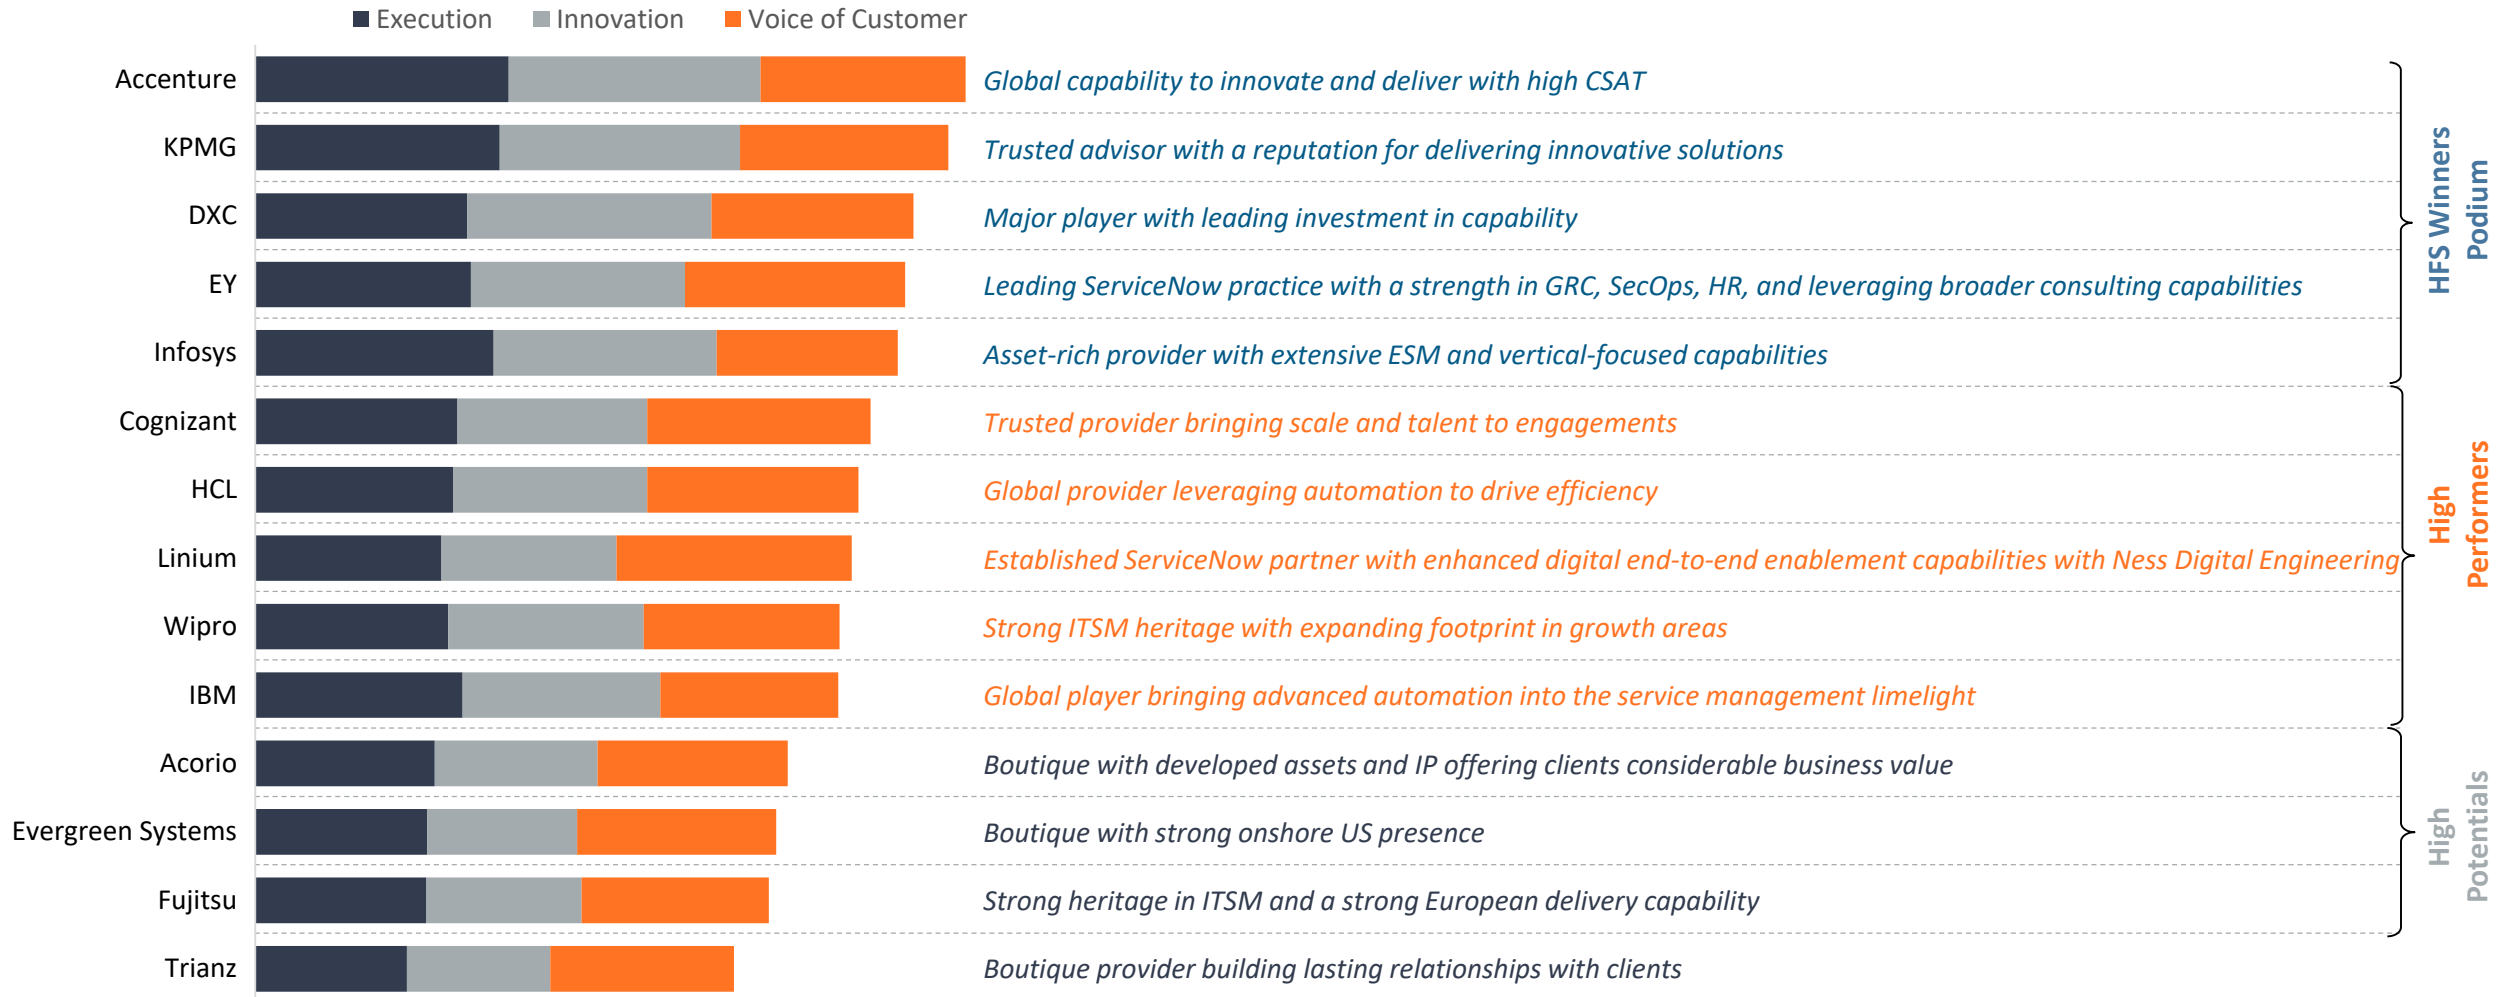 Execution Innovation Voice of Customer
Accenture Global capability to innovate and deliver with high CSAT
KPMG Trusted advisor with a reputation for delivering innovative solutions
DXC Major player with leading investment in capability
EY Leading ServiceNow practice with a strength in GRC, SecOps, HR, and leveraging broader consulting capabilities
Infosys Asset-rich provider with extensive ESM and vertical-focused capabilities
HFS Winners
Podium
Cognizant Trusted provider bringing scale and talent to engagements
HCL Global provider leveraging automation to drive efficiency
Linium Established ServiceNow partner with enhanced digital end-to-end enablement capabilities with Ness Digital Engineering
Wipro Strong ITSM heritage with expanding footprint in growth areas
IBM Global player bringing advanced automation into the service management limelight
High
Performers
Acorio Boutique with developed assets and IP offering clients considerable business value
Evergreen Systems Boutique with strong onshore US presence
Fujitsu Strong heritage in ITSM and a strong European delivery capability
Trianz Boutique provider building lasting relationships with clients
High
Potentials